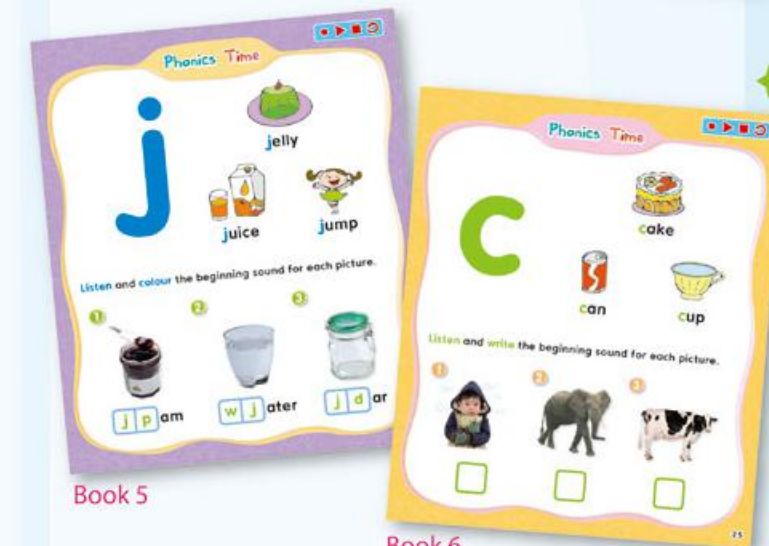 Phonics Time
j
jelly
juice
jump
Listen and colour the beginning sound for each picture.
1
2
3
j p am
w j ater
j d ar
Book 5
Phonics Time
c
cake
can
cup
Listen and write the beginning sound for each picture.
1
2
3
25
Book 6